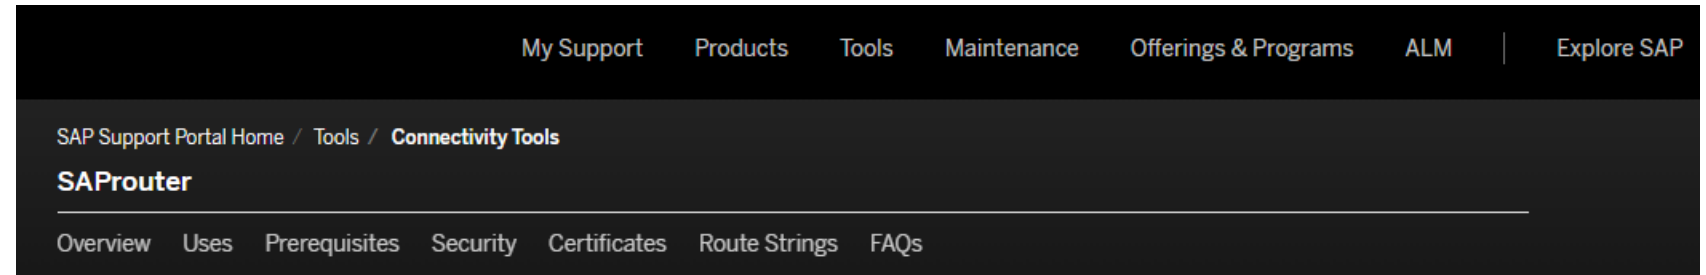 My Support Products Tools Maintenance Offerings & Programs ALM | Explore SAP
SAP Support Portal Home / Tools / Connectivity Tools
SAProuter
Overview Uses Prerequisites Security Certificates Route Strings FAQs